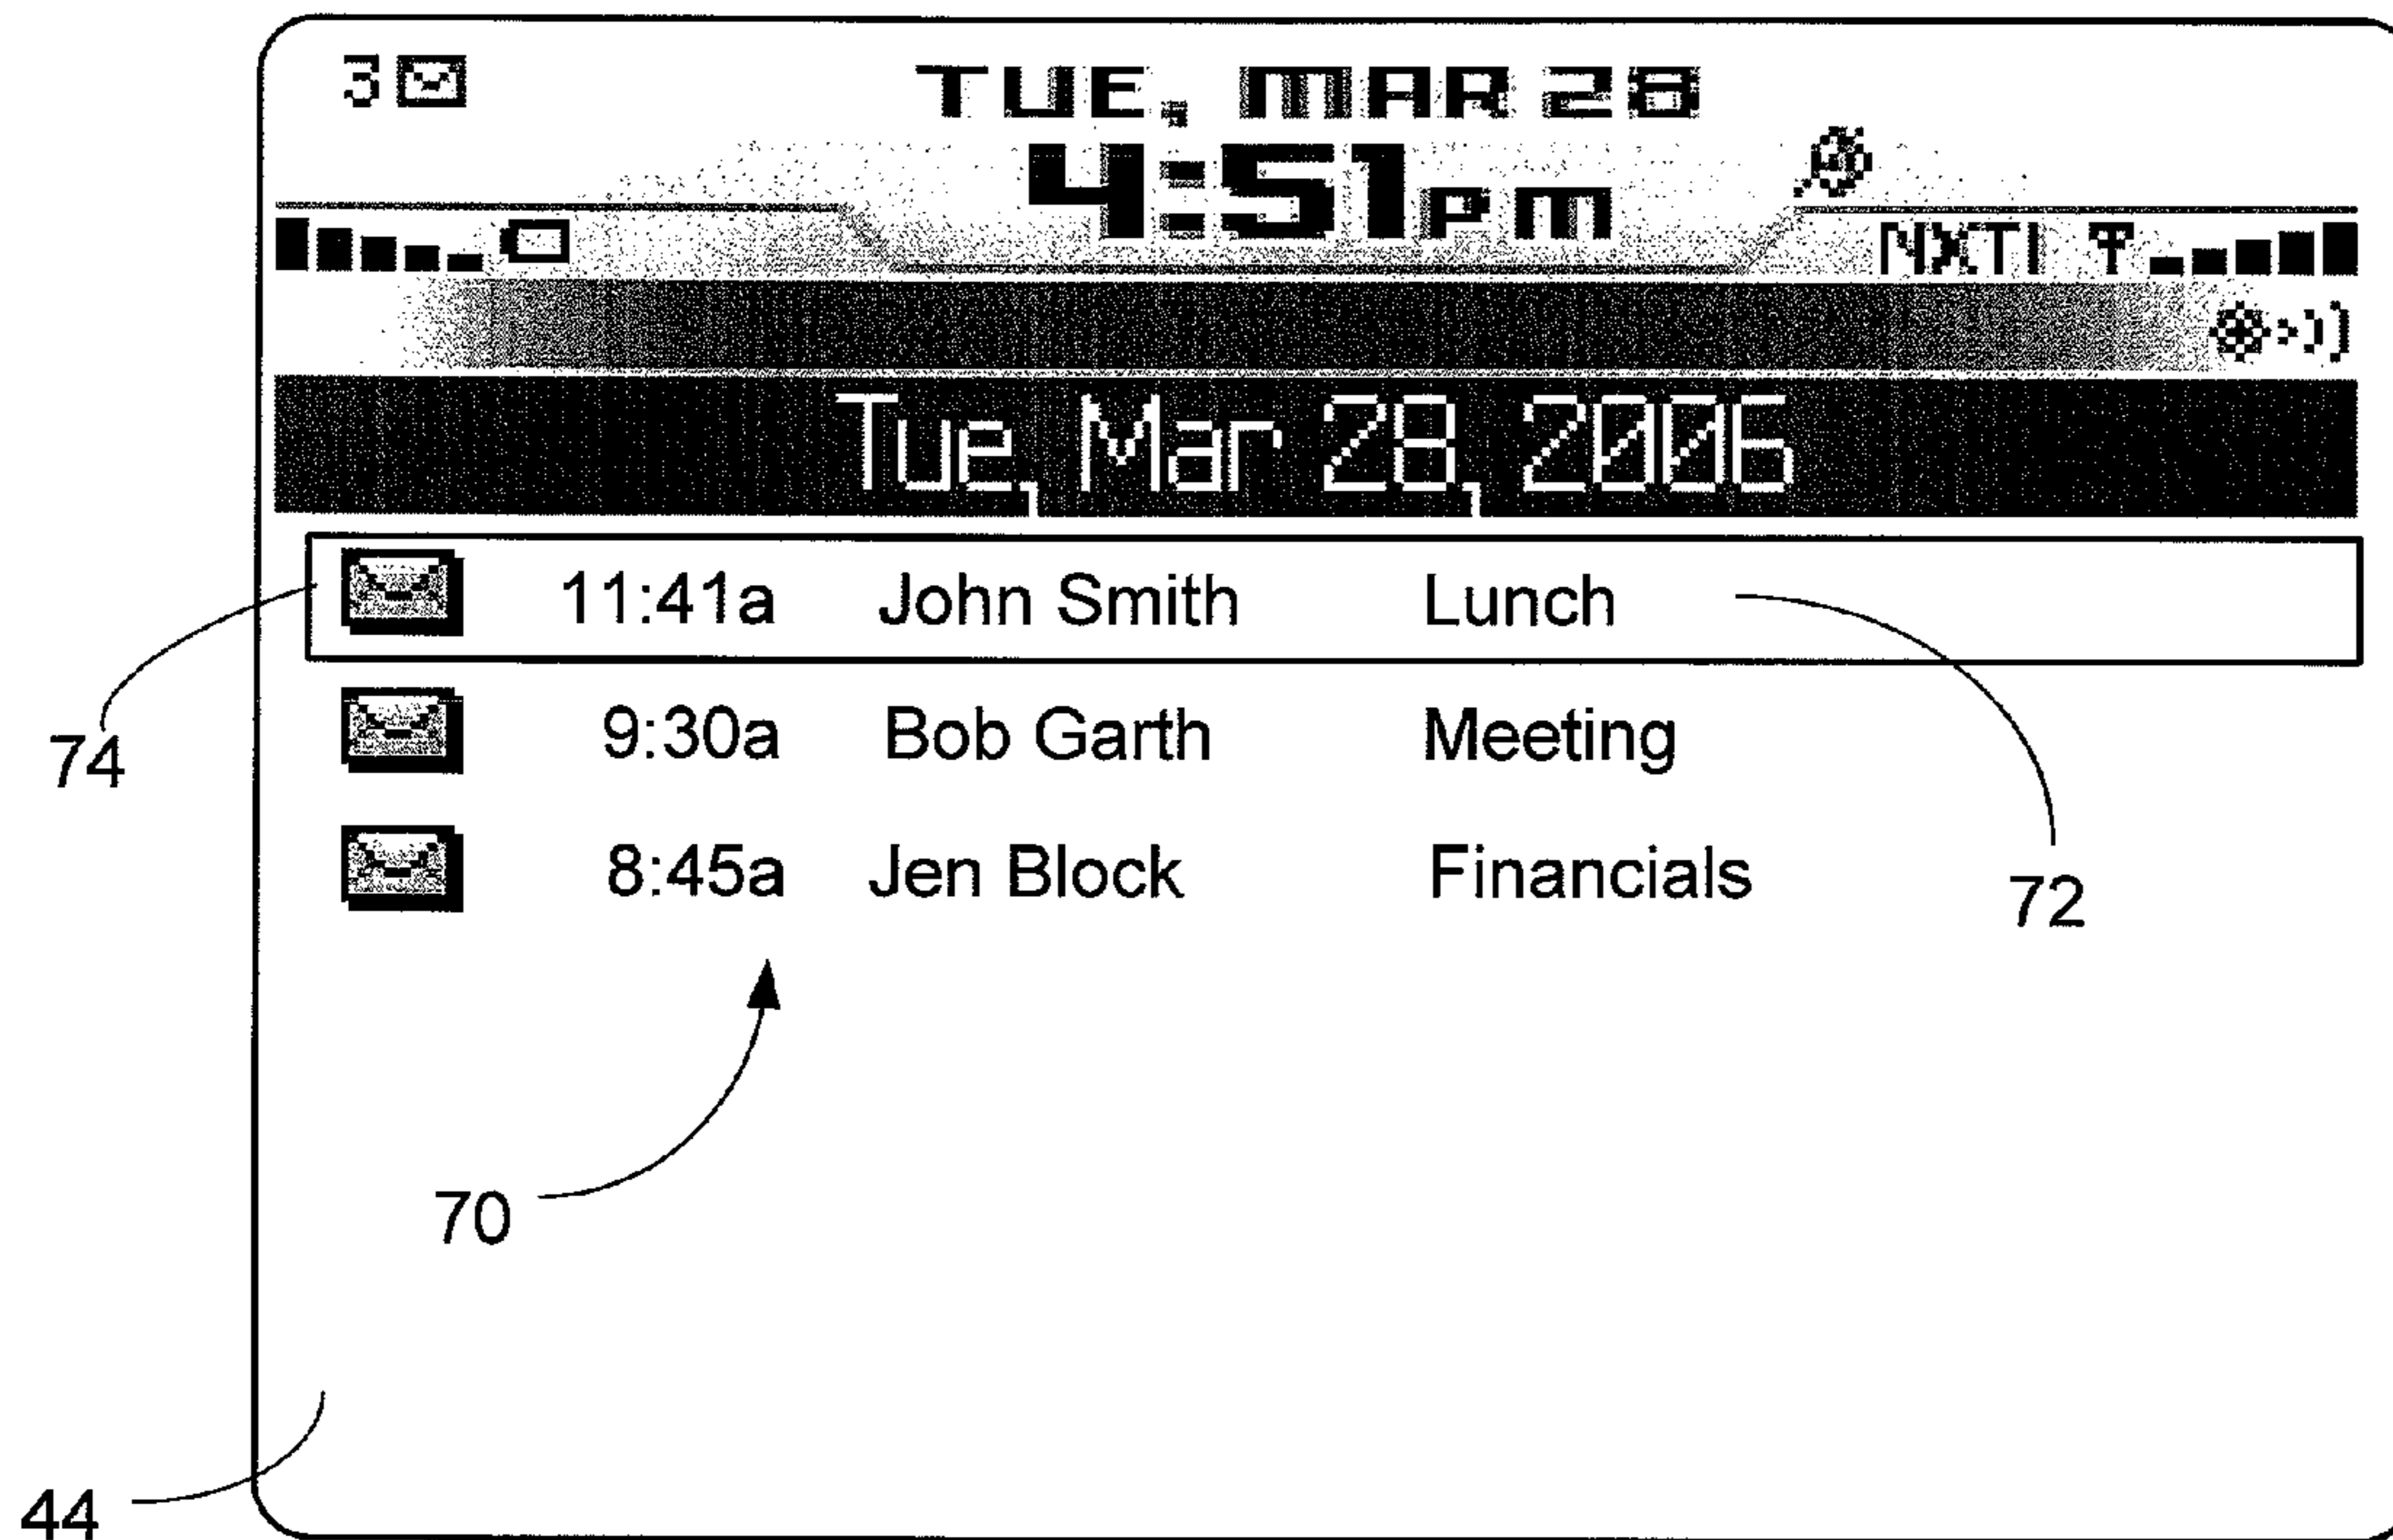 3
TUE, MAR 28
4:51pm
NXTI
Tue, Mar 28, 2006
11:41a John Smith Lunch
9:30a Bob Garth Meeting
74
8:45a Jen Block Financials
72
70
44